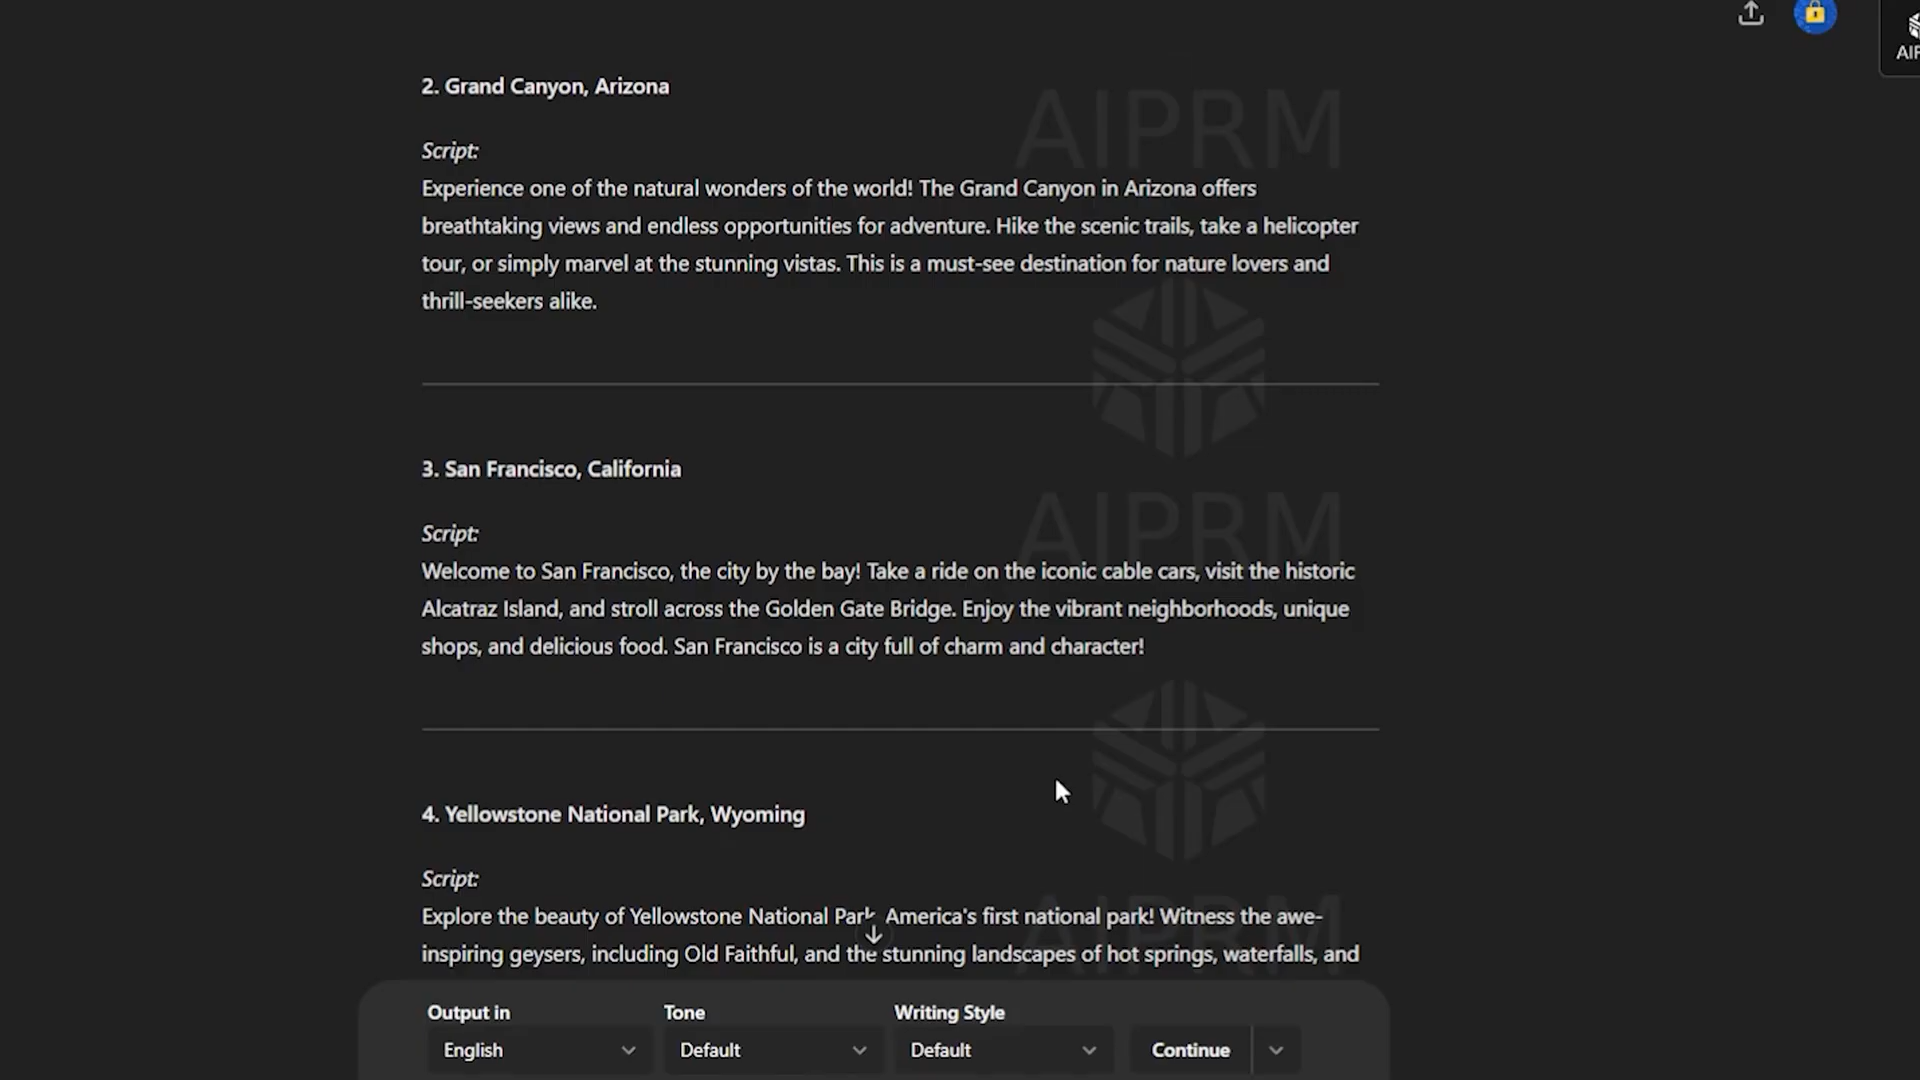 2. Grand Canyon, Arizona
Script:
Experience one of the natural wonders of the world! The Grand Canyon in Arizona offers
breathtaking views and endless opportunities for adventure. Hike the scenic trails, take a helicopter
tour, or simply marvel at the stunning vistas. This is a must-see destination for nature lovers and
thrill-seekers alike.
AIPRM
3. San Francisco, California
Script:
Welcome to San Francisco, the city by the bay! Take a ride on the iconic cable cars, visit the historic
Alcatraz Island, and stroll across the Golden Gate Bridge. Enjoy the vibrant neighborhoods, unique
shops, and delicious food. San Francisco is a city full of charm and character!
AIPRM
4. Yellowstone National Park, Wyoming
Script:
Explore the beauty of Yellowstone National Park, America's first national park! Witness the awe-
inspiring geysers, including Old Faithful, and the stunning landscapes of hot springs, waterfalls, and
AIPRM
Output in
Tone
Writing Style
English
Default
Default
Continue